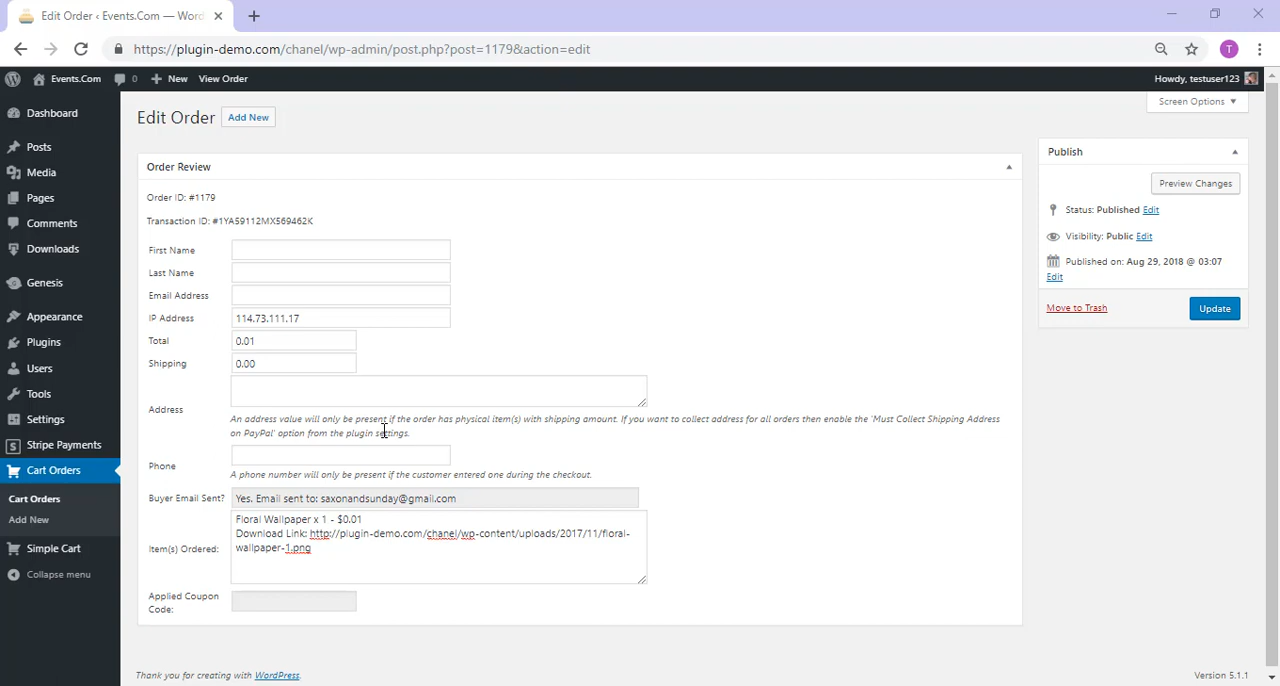 Edit Order ‹ Events.Com — Word
https://plugin-demo.com/chanel/wp-admin/post.php?post=1179&action=edit
T
Events.Com 0 New View Order Howdy, testuser123
Screen Options
Dashboard
Posts
Media
Pages
Comments
Downloads
Genesis
Appearance
Plugins
Users
Tools
Settings
Stripe Payments
Cart Orders
Cart Orders
Add New
Simple Cart
Collapse menu
Edit Order Add New
Order Review
Order ID: #1179
Transaction ID: #1YA59112MX569462K
First Name
Last Name
Email Address
IP Address 114.73.111.17
Total 0.01
Shipping 0.00
Address
An address value will only be present if the order has physical item(s) with shipping amount. If you want to collect address for all orders then enable the 'Must Collect Shipping Address
on PayPal' option from the plugin settings.
Phone
A phone number will only be present if the customer entered one during the checkout.
Buyer Email Sent? Yes. Email sent to: saxonandsunday@gmail.com
Item(s) Ordered:
Floral Wallpaper x 1 - $0.01
Download Link: http://plugin-demo.com/chanel/wp-content/uploads/2017/11/floral-
wallpaper-1.png
Applied Coupon
Code:
Publish
Preview Changes
Status: Published Edit
Visibility: Public Edit
Published on: Aug 29, 2018 @ 03:07
Edit
Move to Trash Update
Thank you for creating with WordPress. Version 5.1.1